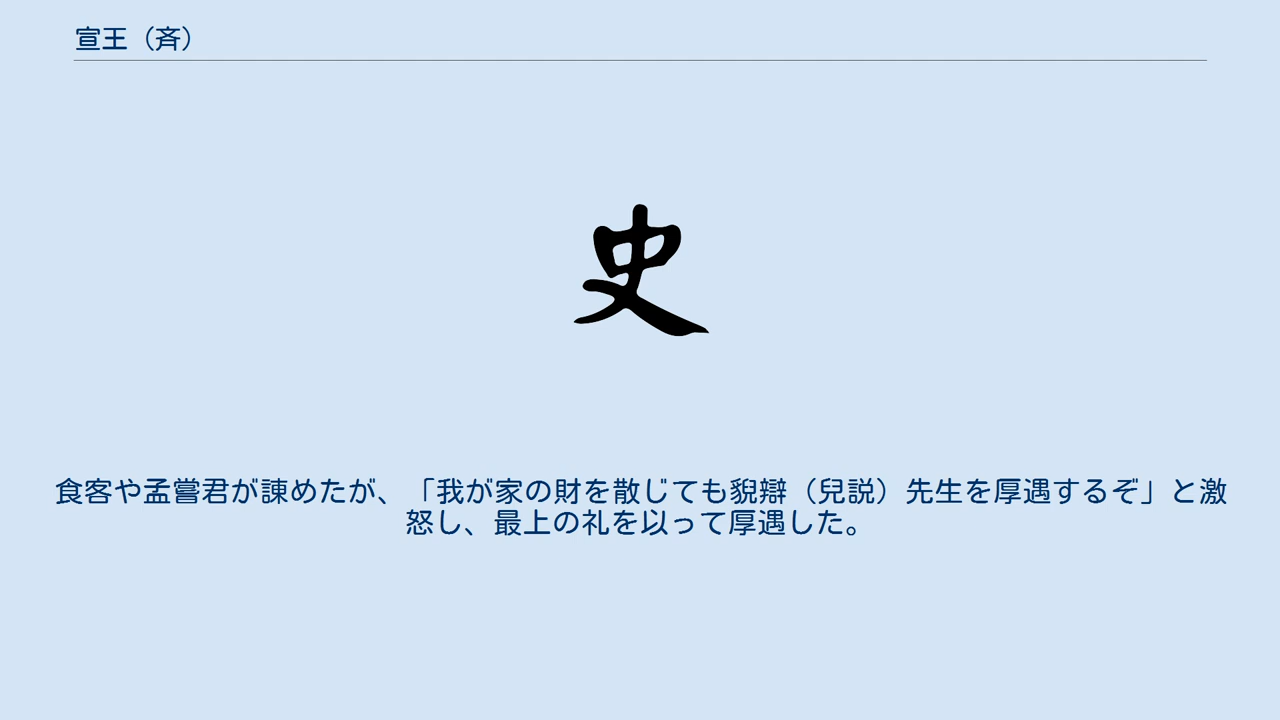 宣王（斉）
史
食客や孟嘗君が諌めたが、「我が家の財を散じても貎辯（兒説）先生を厚遇するぞ」と激
怒し、最上の礼を以って厚遇した。